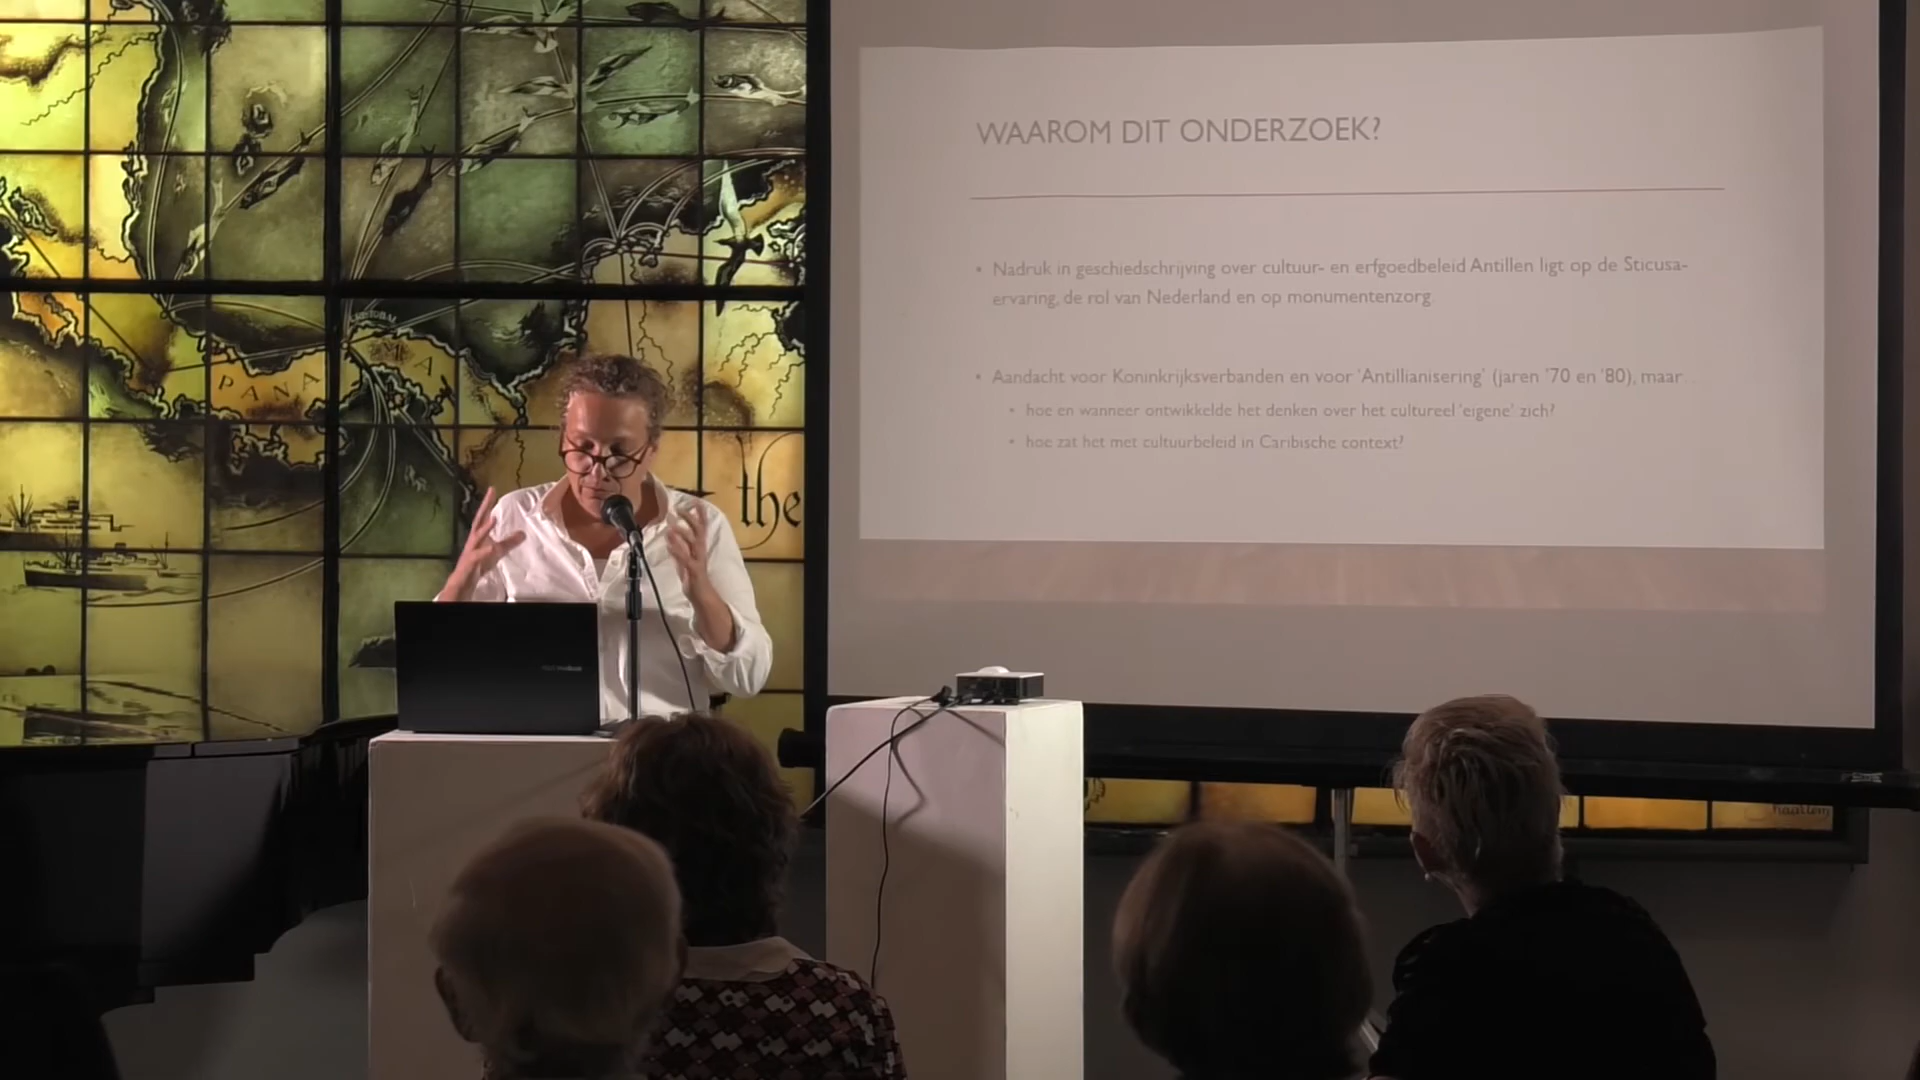 WAAROM DIT ONDERZOEK?
• Nadruk in geschiedschrijving over cultuur- en erfgoedbeleid Antillen ligt op de Sticusa-
ervaring, de rol van Nederland en op monumentenzorg.
• Aandacht voor Koninkrijksverbanden en voor 'Antillianisering' (jaren '70 en '80), maar…
• hoe en wanneer ontwikkelde het denken over het cultureel 'eigene' zich?
• hoe zat het met cultuurbeleid in Caribische context?
CRISTOBAL
PANAMA
the
haarlem